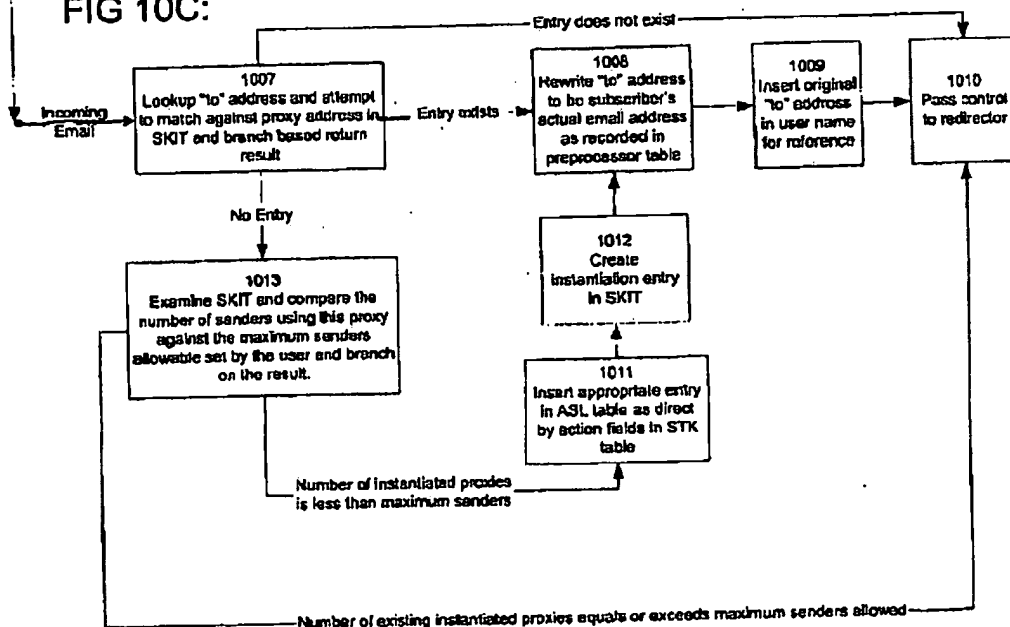 FIG 10C:
Entry does not exist
Incoming
Email
1007
Lookup "to" address and attempt
to match against proxy address in
SKIT and branch based return
result
Entry exists
1008
Rewrite "to" address
to be subscriber's
actual email address
as recorded in
preprocessor table
1009
Insert original
"to" address
in user name
for reference
1010
Pass control
to redirector
No Entry
1013
Examine SKIT and compare the
number of senders using this proxy
against the maximum senders
allowable set by the user and branch
on the result.
1012
Create
instantiation entry
in SKIT
1011
Insert appropriate entry
in ASL table as direct
by action fields in STK
table
Number of instantiated proxies
is less than maximum senders
Number of existing instantiated proxies equals or exceeds maximum senders allowed